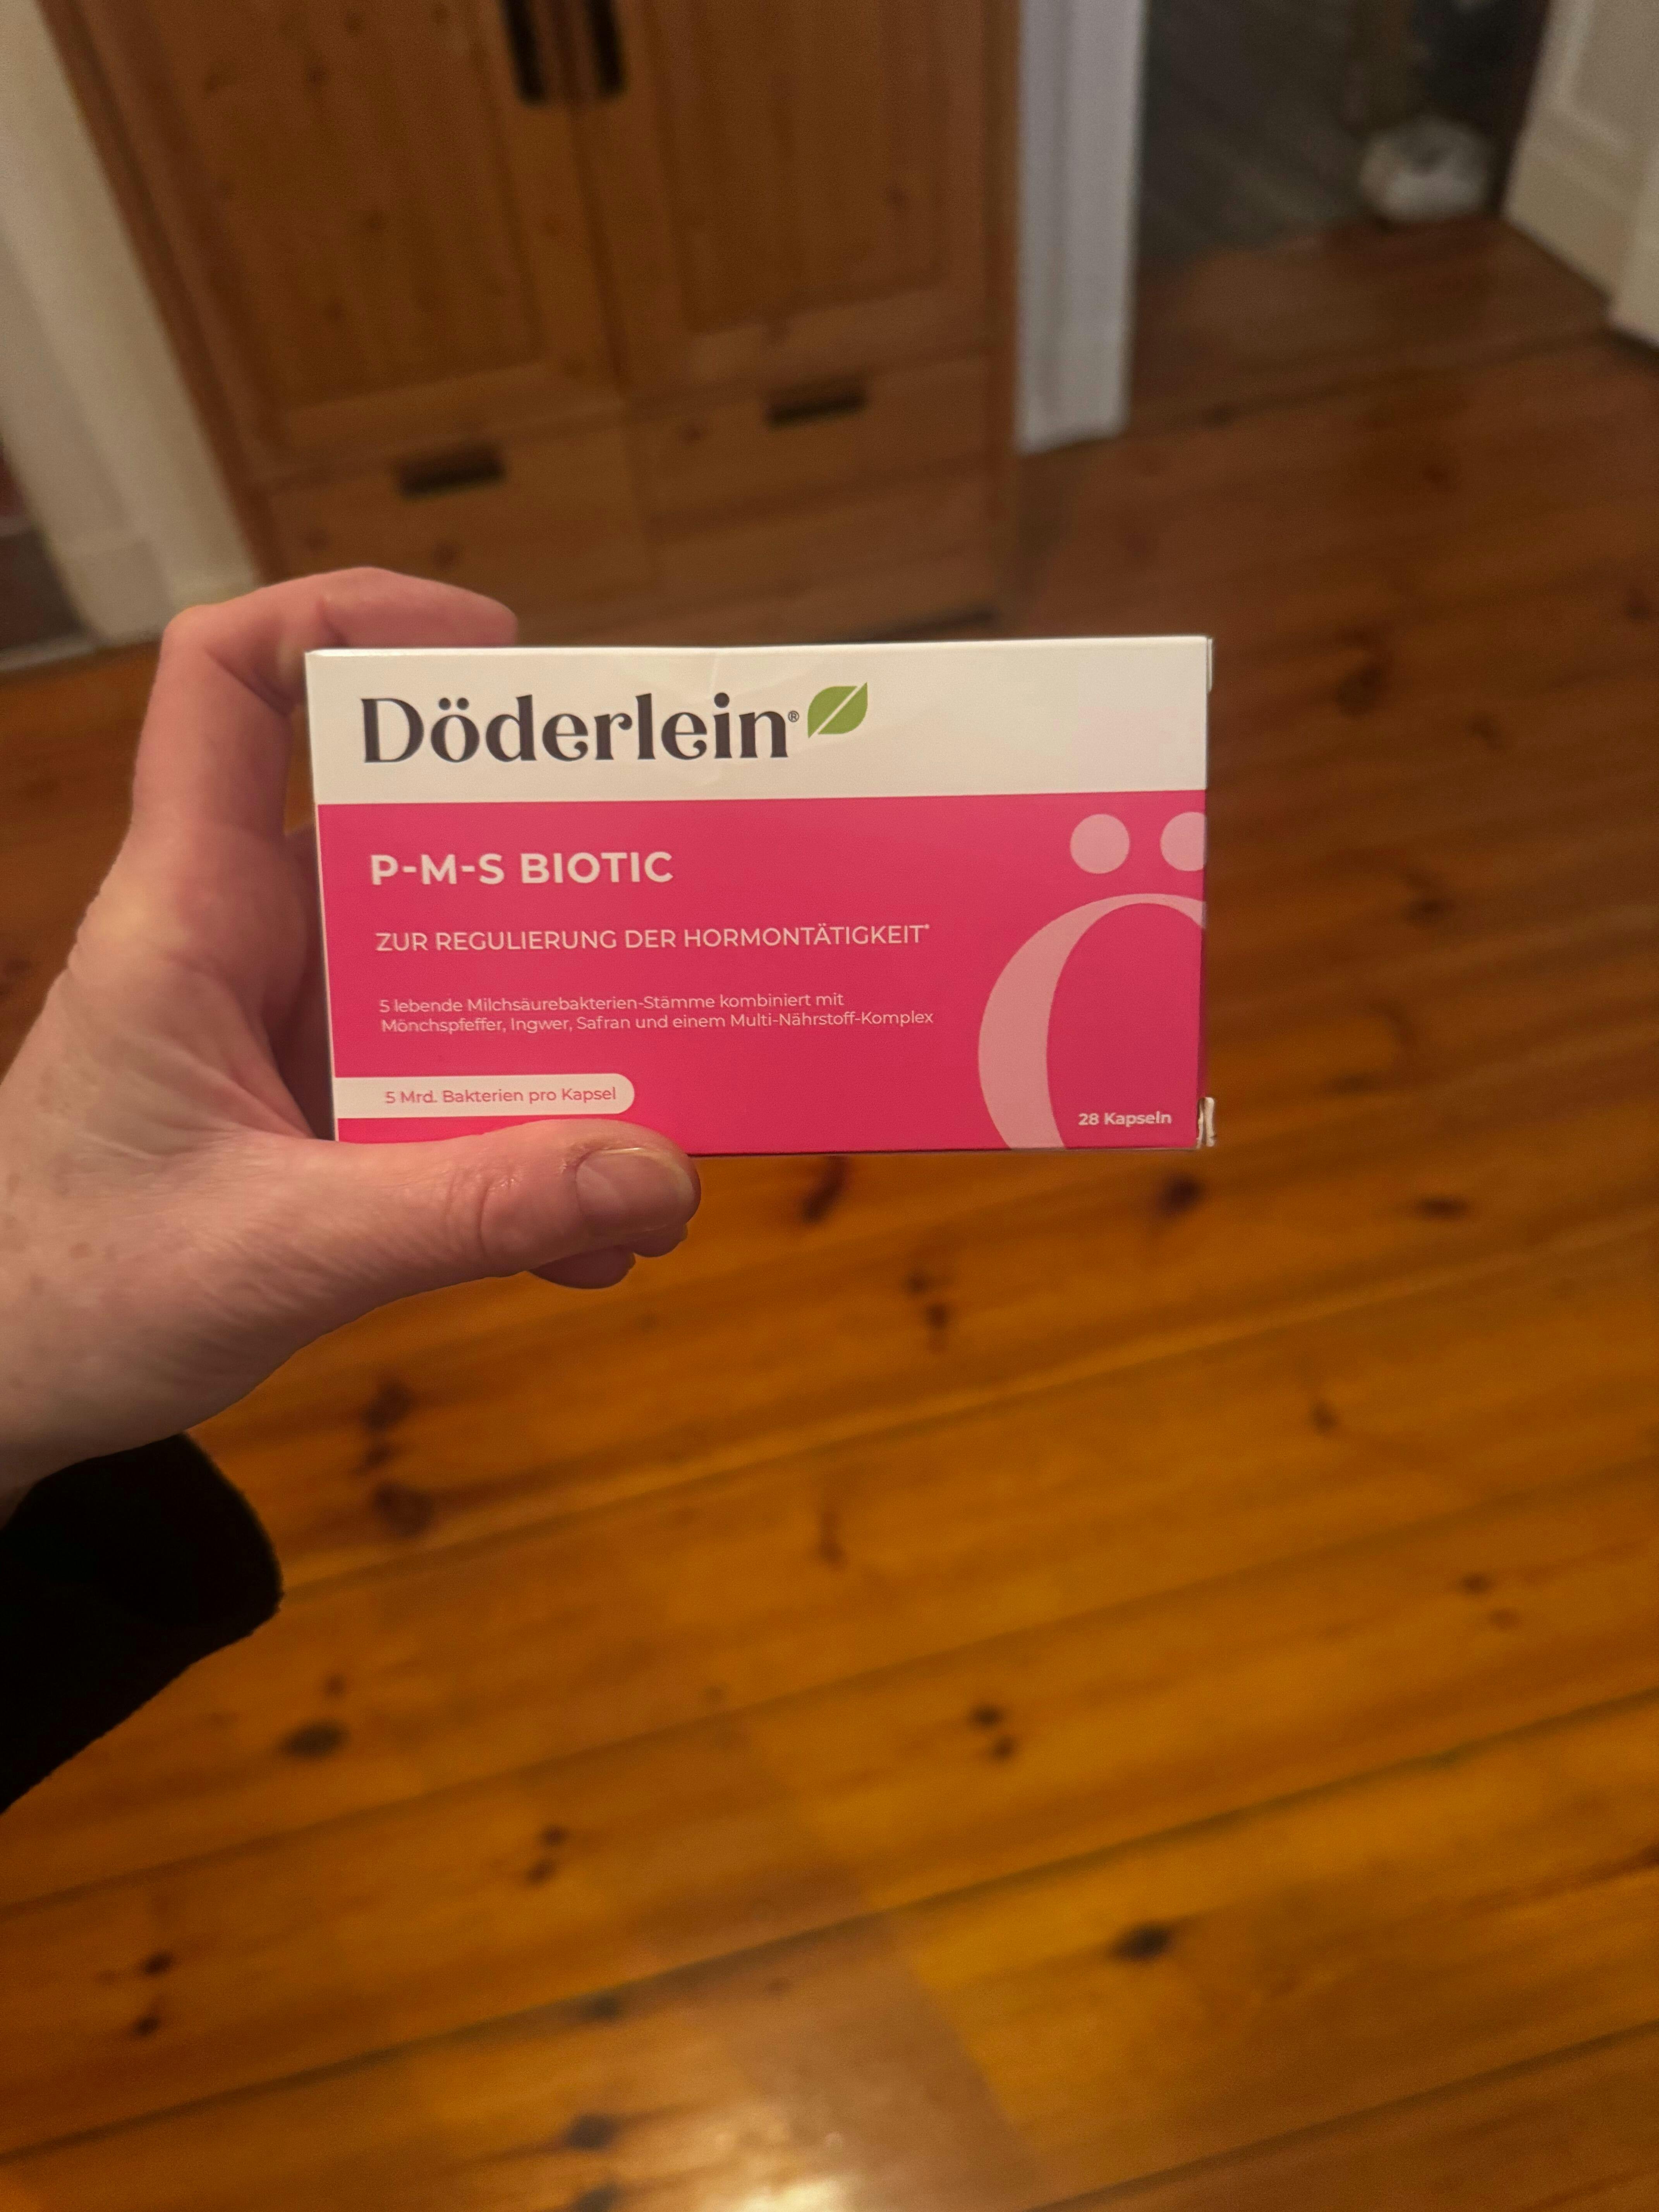 Döderlein®
P-M-S BIOTIC
ZUR REGULIERUNG DER HORMONTÄTIGKEIT*
5 lebende Milchsäurebakterien-Stämme kombiniert mit
Mönchspfeffer, Ingwer, Safran und einem Multi-Nährstoff-Komplex
5 Mrd. Bakterien pro Kapsel
28 Kapseln